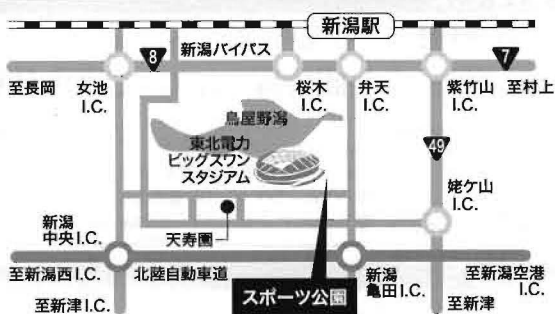 新潟駅
8
新潟バイパス
7
至長岡
女池
I.C.
桜木
I.C.
弁天
I.C.
紫竹山
I.C.
至村上
鳥屋野潟
東北電力
ビッグスワン
スタジアム
49
姥ケ山
I.C.
新潟
中央I.C.
天寿園
至新潟西I.C.
北陸自動車道
新潟
亀田I.C.
至新潟空港
I.C.
至新津I.C.
スポーツ公園
至新津